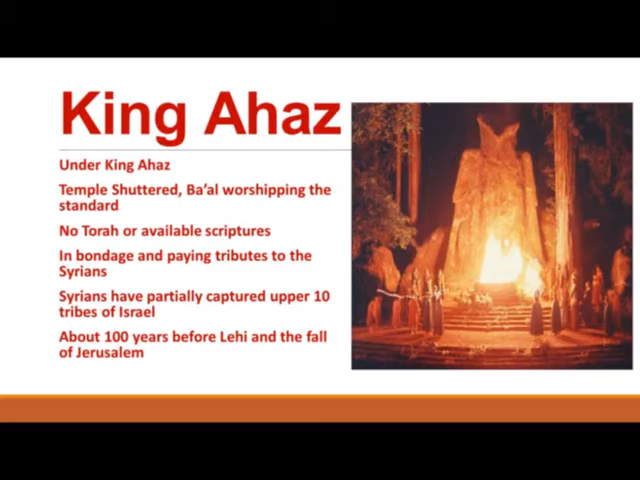 King Ahaz
Under King Ahaz
Temple Shuttered, Ba’al worshipping the
standard
No Torah or available scriptures
In bondage and paying tributes to the
Syrians
Syrians have partially captured upper 10
tribes of Israel
About 100 years before Lehi and the fall
of Jerusalem